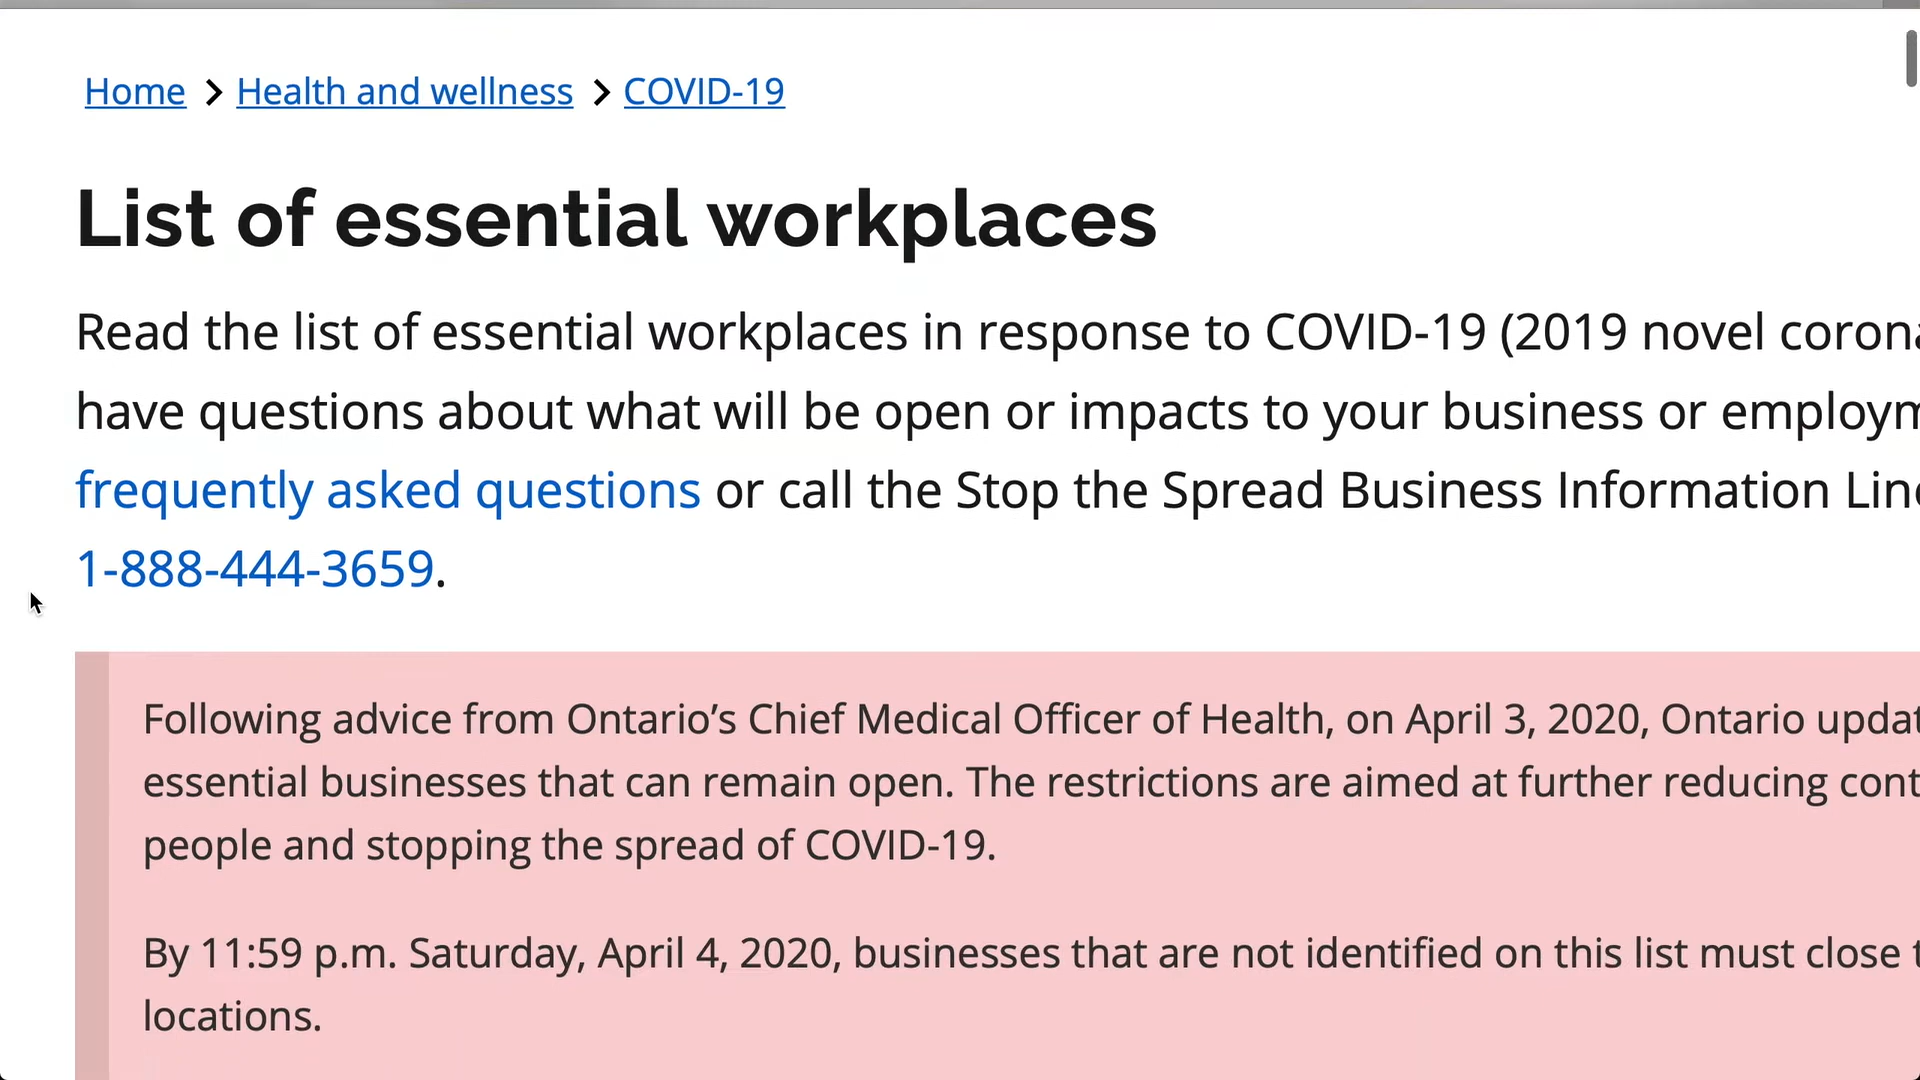 Home > Health and wellness > COVID-19
List of essential workplaces
Read the list of essential workplaces in response to COVID-19 (2019 novel corona
have questions about what will be open or impacts to your business or employm
frequently asked questions or call the Stop the Spread Business Information Line
1-888-444-3659.
Following advice from Ontario’s Chief Medical Officer of Health, on April 3, 2020, Ontario updat
essential businesses that can remain open. The restrictions are aimed at further reducing cont
people and stopping the spread of COVID-19.
By 11:59 p.m. Saturday, April 4, 2020, businesses that are not identified on this list must close t
locations.